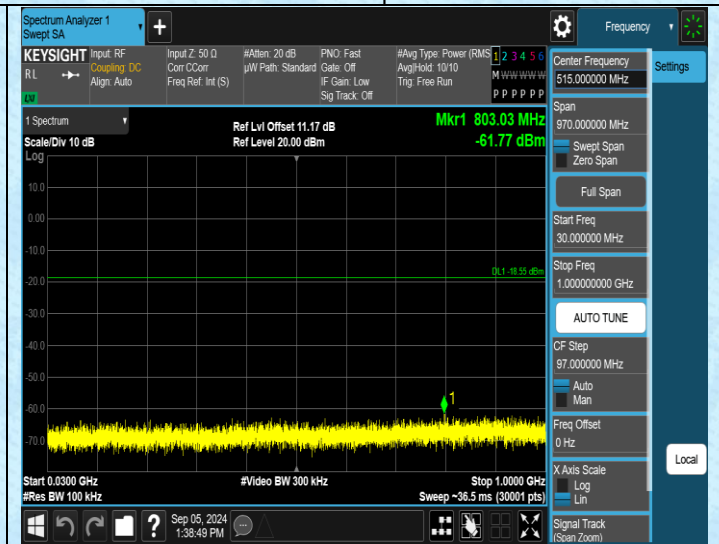 Spectrum Analyzer 1
Swept SA
Frequency
KEYSIGHT
RL
Input: RF
Coupling: DC
Align: Auto
Input Z: 50 Ω
Corr CCorr
Freq Ref: Int (S)
#Atten: 20 dB
µW Path: Standard
PNO: Fast
Gate: Off
IF Gain: Low
Sig Track: Off
#Avg Type: Power (RMS
Avg|Hold: 10/10
Trig: Free Run
1 2 3 4 5 6
M W W W W W
P P P P P P
1 Spectrum
Scale/Div 10 dB
Log
Ref Lvl Offset 11.17 dB
Ref Level 20.00 dBm
Mkr1 803.03 MHz
-61.77 dBm
10.0
0.00
-10.0
-20.0
-30.0
-40.0
-50.0
-60.0
-70.0
DL1 -18.55 dBm
1
Start 0.0300 GHz
#Res BW 100 kHz
#Video BW 300 kHz
Stop 1.0000 GHz
Sweep ~36.5 ms (30001 pts)
?
Sep 05, 2024
1:38:49 PM
Center Frequency
515.000000 MHz
Span
970.000000 MHz
Swept Span
Zero Span
Full Span
Start Freq
30.000000 MHz
Stop Freq
1.000000000 GHz
AUTO TUNE
CF Step
97.000000 MHz
Auto
Man
Freq Offset
0 Hz
X Axis Scale
Log
Lin
Signal Track
(Span Zoom)
Settings
Local